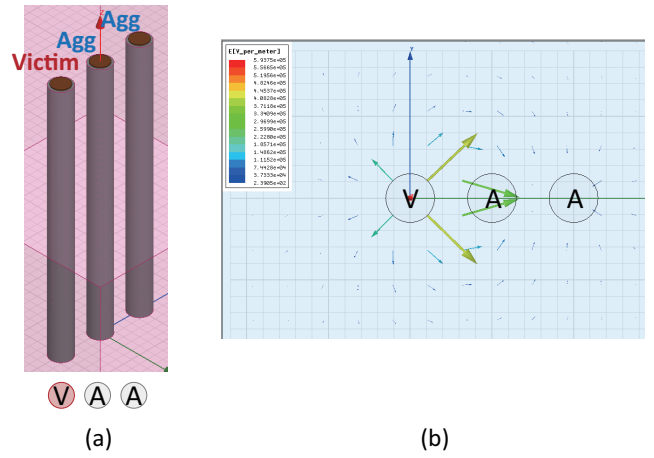 Agg
Agg
Victim
z
V A A
(a)
E[V_per_meter]
5.9375e+05
5.5665e+05
5.1956e+05
4.8246e+05
4.4537e+05
4.0828e+05
3.7118e+05
3.3409e+05
2.9699e+05
2.5990e+05
2.2280e+05
1.8571e+05
1.4862e+05
1.1152e+05
7.4428e+04
3.7333e+04
2.3905e+02
V A A
(b)